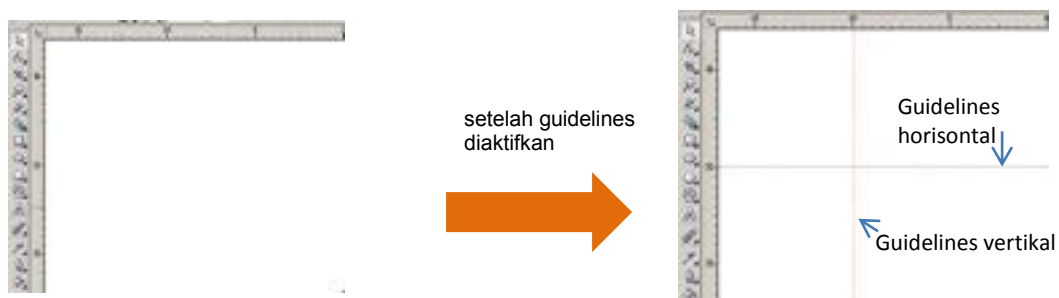 setelah guidelines
diaktifkan
Guidelines
horisontal
Guidelines vertikal